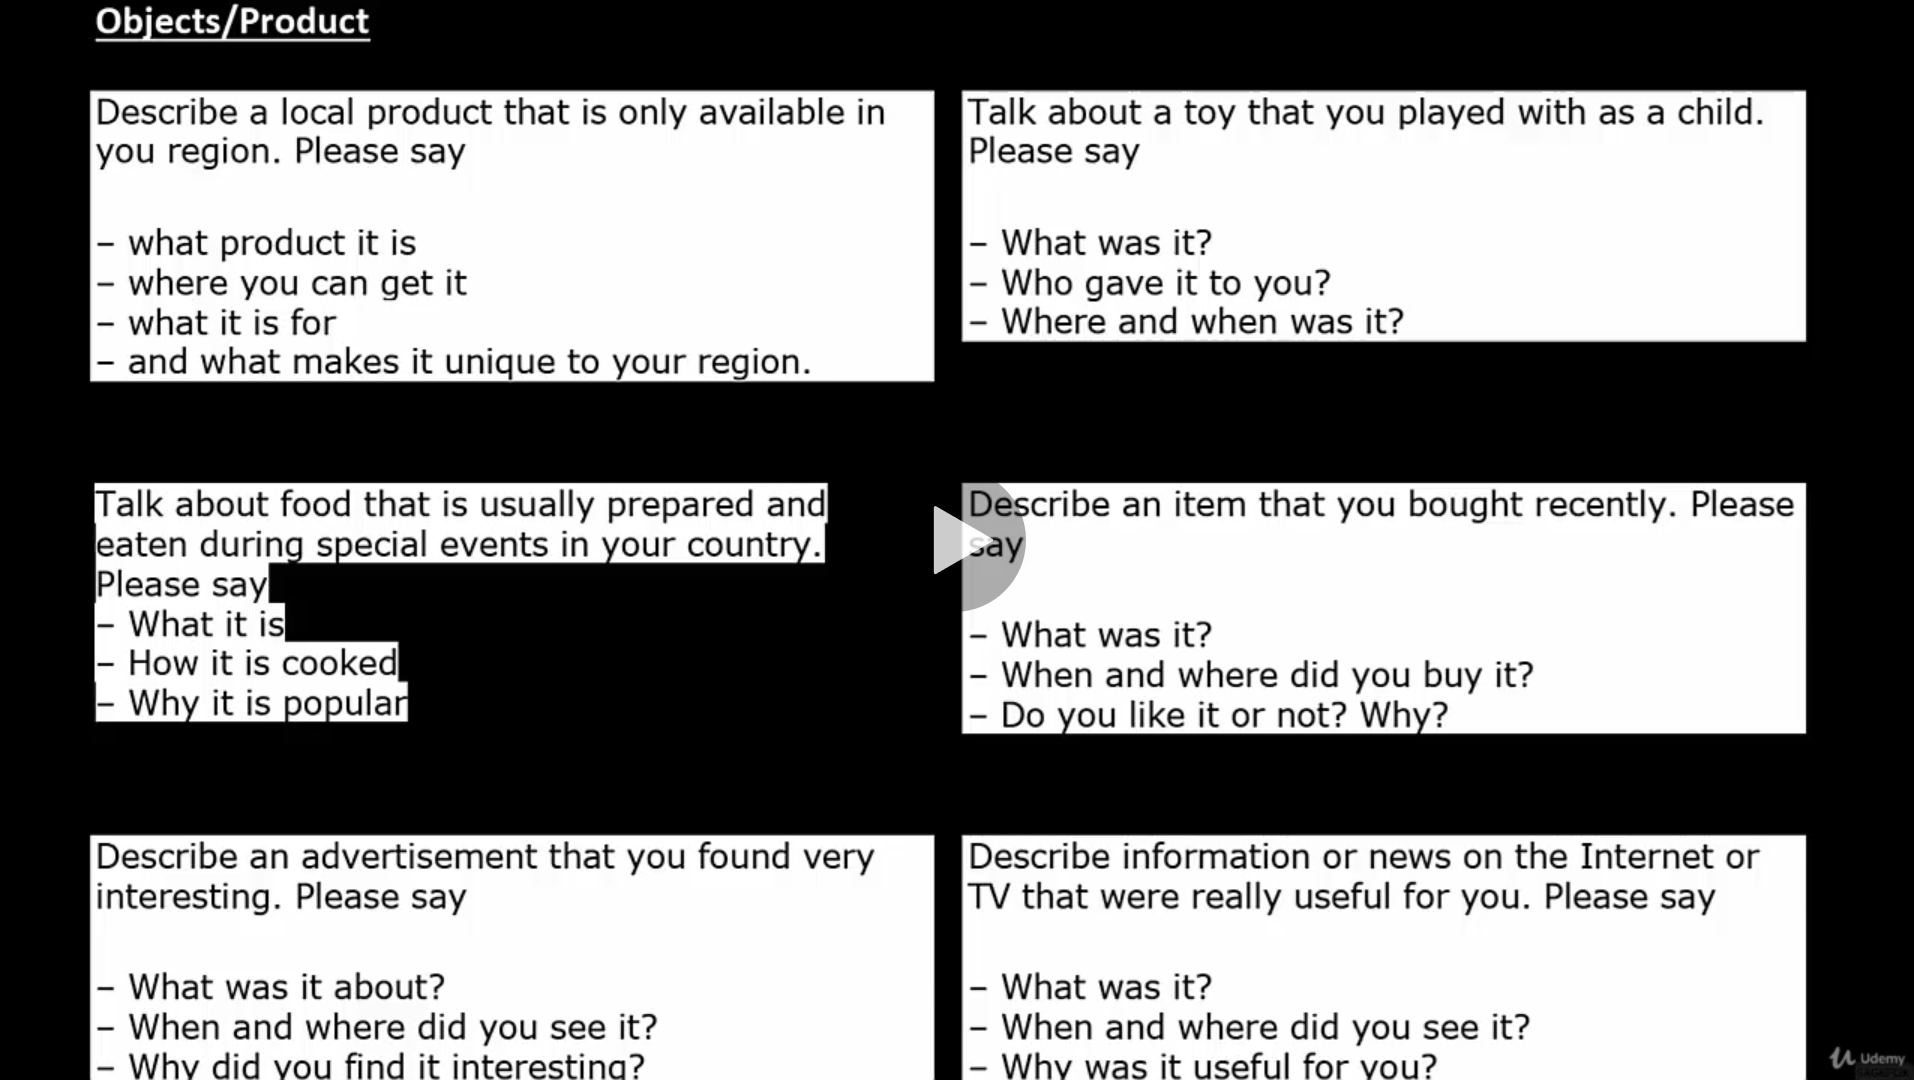 Objects/Product
Describe a local product that is only available in
you region. Please say
– what product it is
– where you can get it
– what it is for
– and what makes it unique to your region.
Talk about a toy that you played with as a child.
Please say
– What was it?
– Who gave it to you?
– Where and when was it?
Talk about food that is usually prepared and
eaten during special events in your country.
Please say
– What it is
– How it is cooked
– Why it is popular
Describe an item that you bought recently. Please
say
– What was it?
– When and where did you buy it?
– Do you like it or not? Why?
Describe an advertisement that you found very
interesting. Please say
– What was it about?
– When and where did you see it?
– Why did you find it interesting?
Describe information or news on the Internet or
TV that were really useful for you. Please say
– What was it?
– When and where did you see it?
– Why was it useful for you?
Udemy